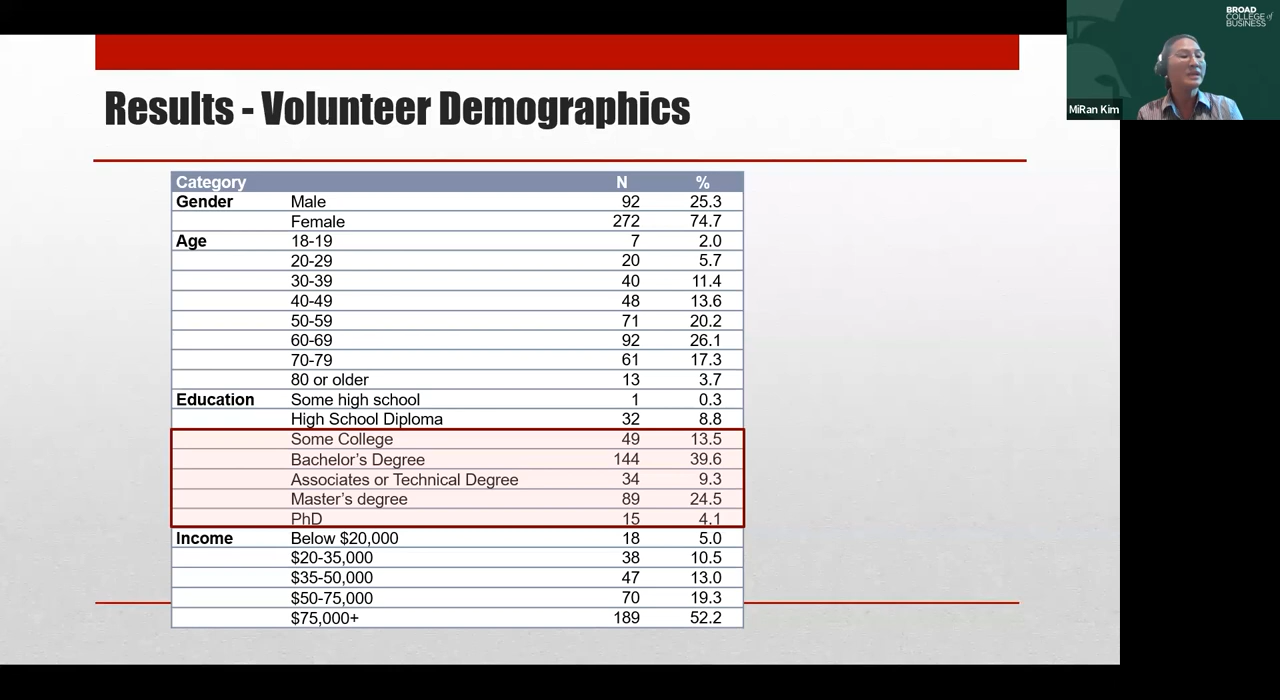 BROAD
COLLEGE of
BUSINESS
MiRan Kim
Results - Volunteer Demographics
Category N %
Gender Male 92 25.3
Female 272 74.7
Age 18-19 7 2.0
20-29 20 5.7
30-39 40 11.4
40-49 48 13.6
50-59 71 20.2
60-69 92 26.1
70-79 61 17.3
80 or older 13 3.7
Education Some high school 1 0.3
High School Diploma 32 8.8
Some College 49 13.5
Bachelor's Degree 144 39.6
Associates or Technical Degree 34 9.3
Master's degree 89 24.5
PhD 15 4.1
Income Below $20,000 18 5.0
$20-35,000 38 10.5
$35-50,000 47 13.0
$50-75,000 70 19.3
$75,000+ 189 52.2